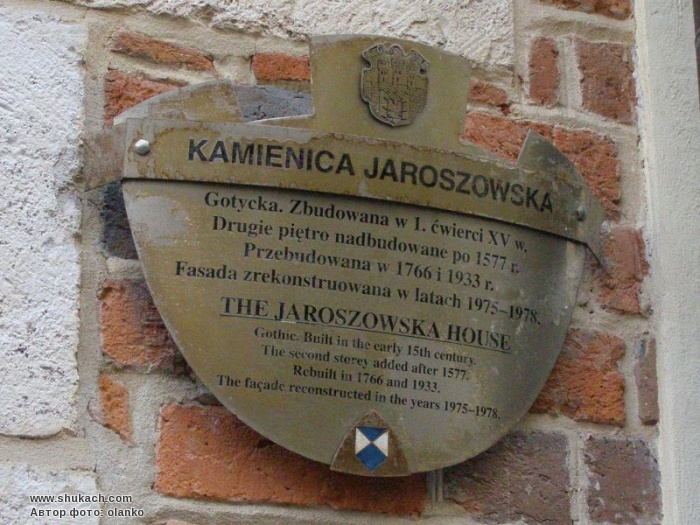 KAMIENICA JAROSZOWSKA
Gotycka. Zbudowana w 1. ćwierci XV w.
Drugie piętro nadbudowane po 1577 r.
Przebudowana w 1766 i 1933 r.
Fasada zrekonstruowana w latach 1975-1978.
THE JAROSZOWSKA HOUSE
Gothic. Built in the early 15th century.
The second storey added after 1577.
Rebuilt in 1766 and 1933.
The façade reconstructed in the years 1975-1978.
www.shukach.com
Автор фото: olanko